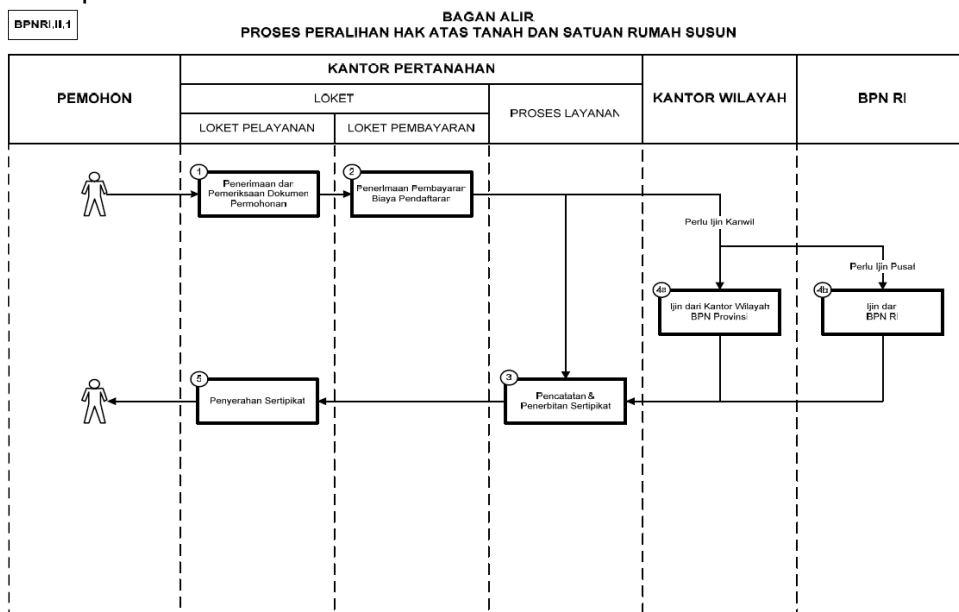 BPNRI.II.1
BAGAN ALIR
PROSES PERALIHAN HAK ATAS TANAH DAN SATUAN RUMAH SUSUN
PEMOHON
KANTOR PERTANAHAN
LOKET
LOKET PELAYANAN
LOKET PEMBAYARAN
PROSES LAYANAN
KANTOR WILAYAH
BPN RI
1
Penerimaan dan
Pemeriksaan Dokumen
Permohonan
2
Penerimaan Pembayaran
Biaya Pendaftaran
Perlu Ijin Kanwil
Perlu Ijin Pusat
4a
Ijin dari Kantor Wilayah
BPN Provinsi
4b
Ijin dari
BPN RI
5
Penyerahan Sertipikat
3
Pencatatan &
Penerbitan Sertipikat